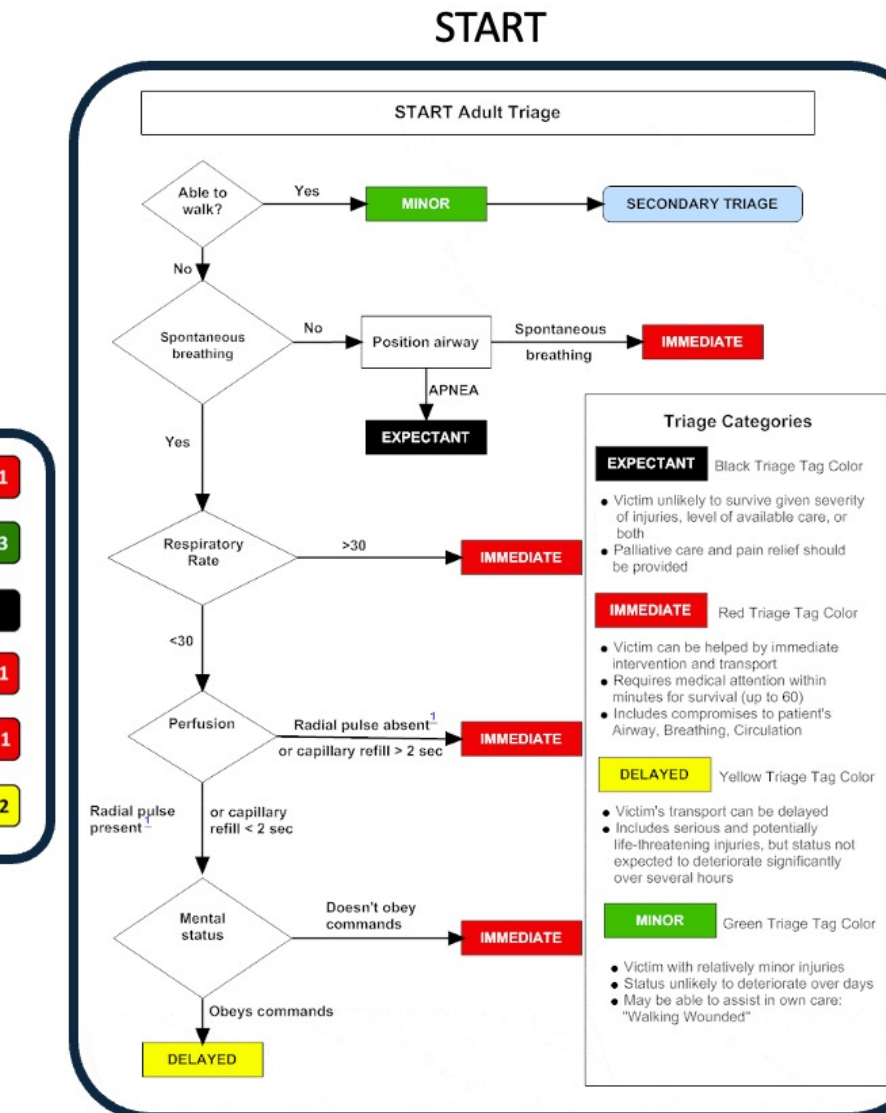 START
START Adult Triage
Able to
walk?
Yes
MINOR
SECONDARY TRIAGE
No
Spontaneous
breathing
No
Position airway
Spontaneous
breathing
IMMEDIATE
APNEA
EXPECTANT
Yes
Respiratory
Rate
>30
IMMEDIATE
<30
Perfusion
Radial pulse absent1
or capillary refill > 2 sec
IMMEDIATE
Radial pulse
present1
or capillary
refill < 2 sec
Mental
status
Doesn't obey
commands
IMMEDIATE
Obeys commands
DELAYED
Triage Categories
EXPECTANT Black Triage Tag Color
● Victim unlikely to survive given severity
of injuries, level of available care, or
both
● Palliative care and pain relief should
be provided
IMMEDIATE Red Triage Tag Color
● Victim can be helped by immediate
intervention and transport
● Requires medical attention within
minutes for survival (up to 60)
● Includes compromises to patient's
Airway, Breathing, Circulation
DELAYED Yellow Triage Tag Color
● Victim's transport can be delayed
● Includes serious and potentially
life-threatening injuries, but status not
expected to deteriorate significantly
over several hours
MINOR Green Triage Tag Color
● Victim with relatively minor injuries
● Status unlikely to deteriorate over days
● May be able to assist in own care:
"Walking Wounded"
1
3
1
1
2